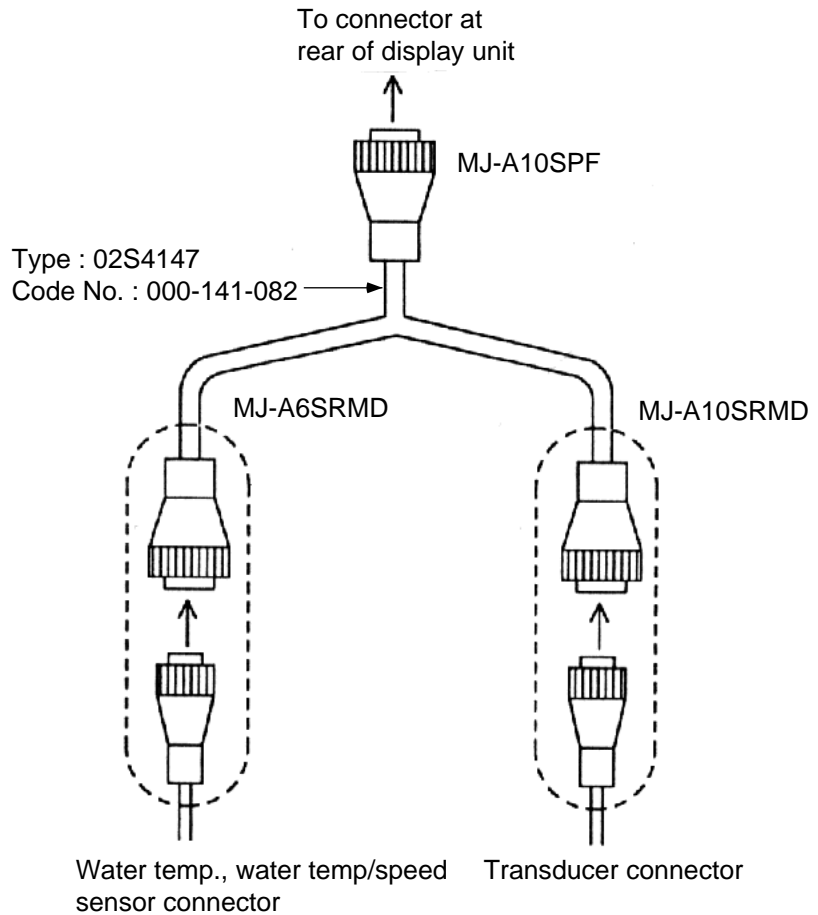 To connector at
rear of display unit
MJ-A10SPF
Type : 02S4147
Code No. : 000-141-082
MJ-A6SRMD
MJ-A10SRMD
Water temp., water temp/speed
sensor connector
Transducer connector